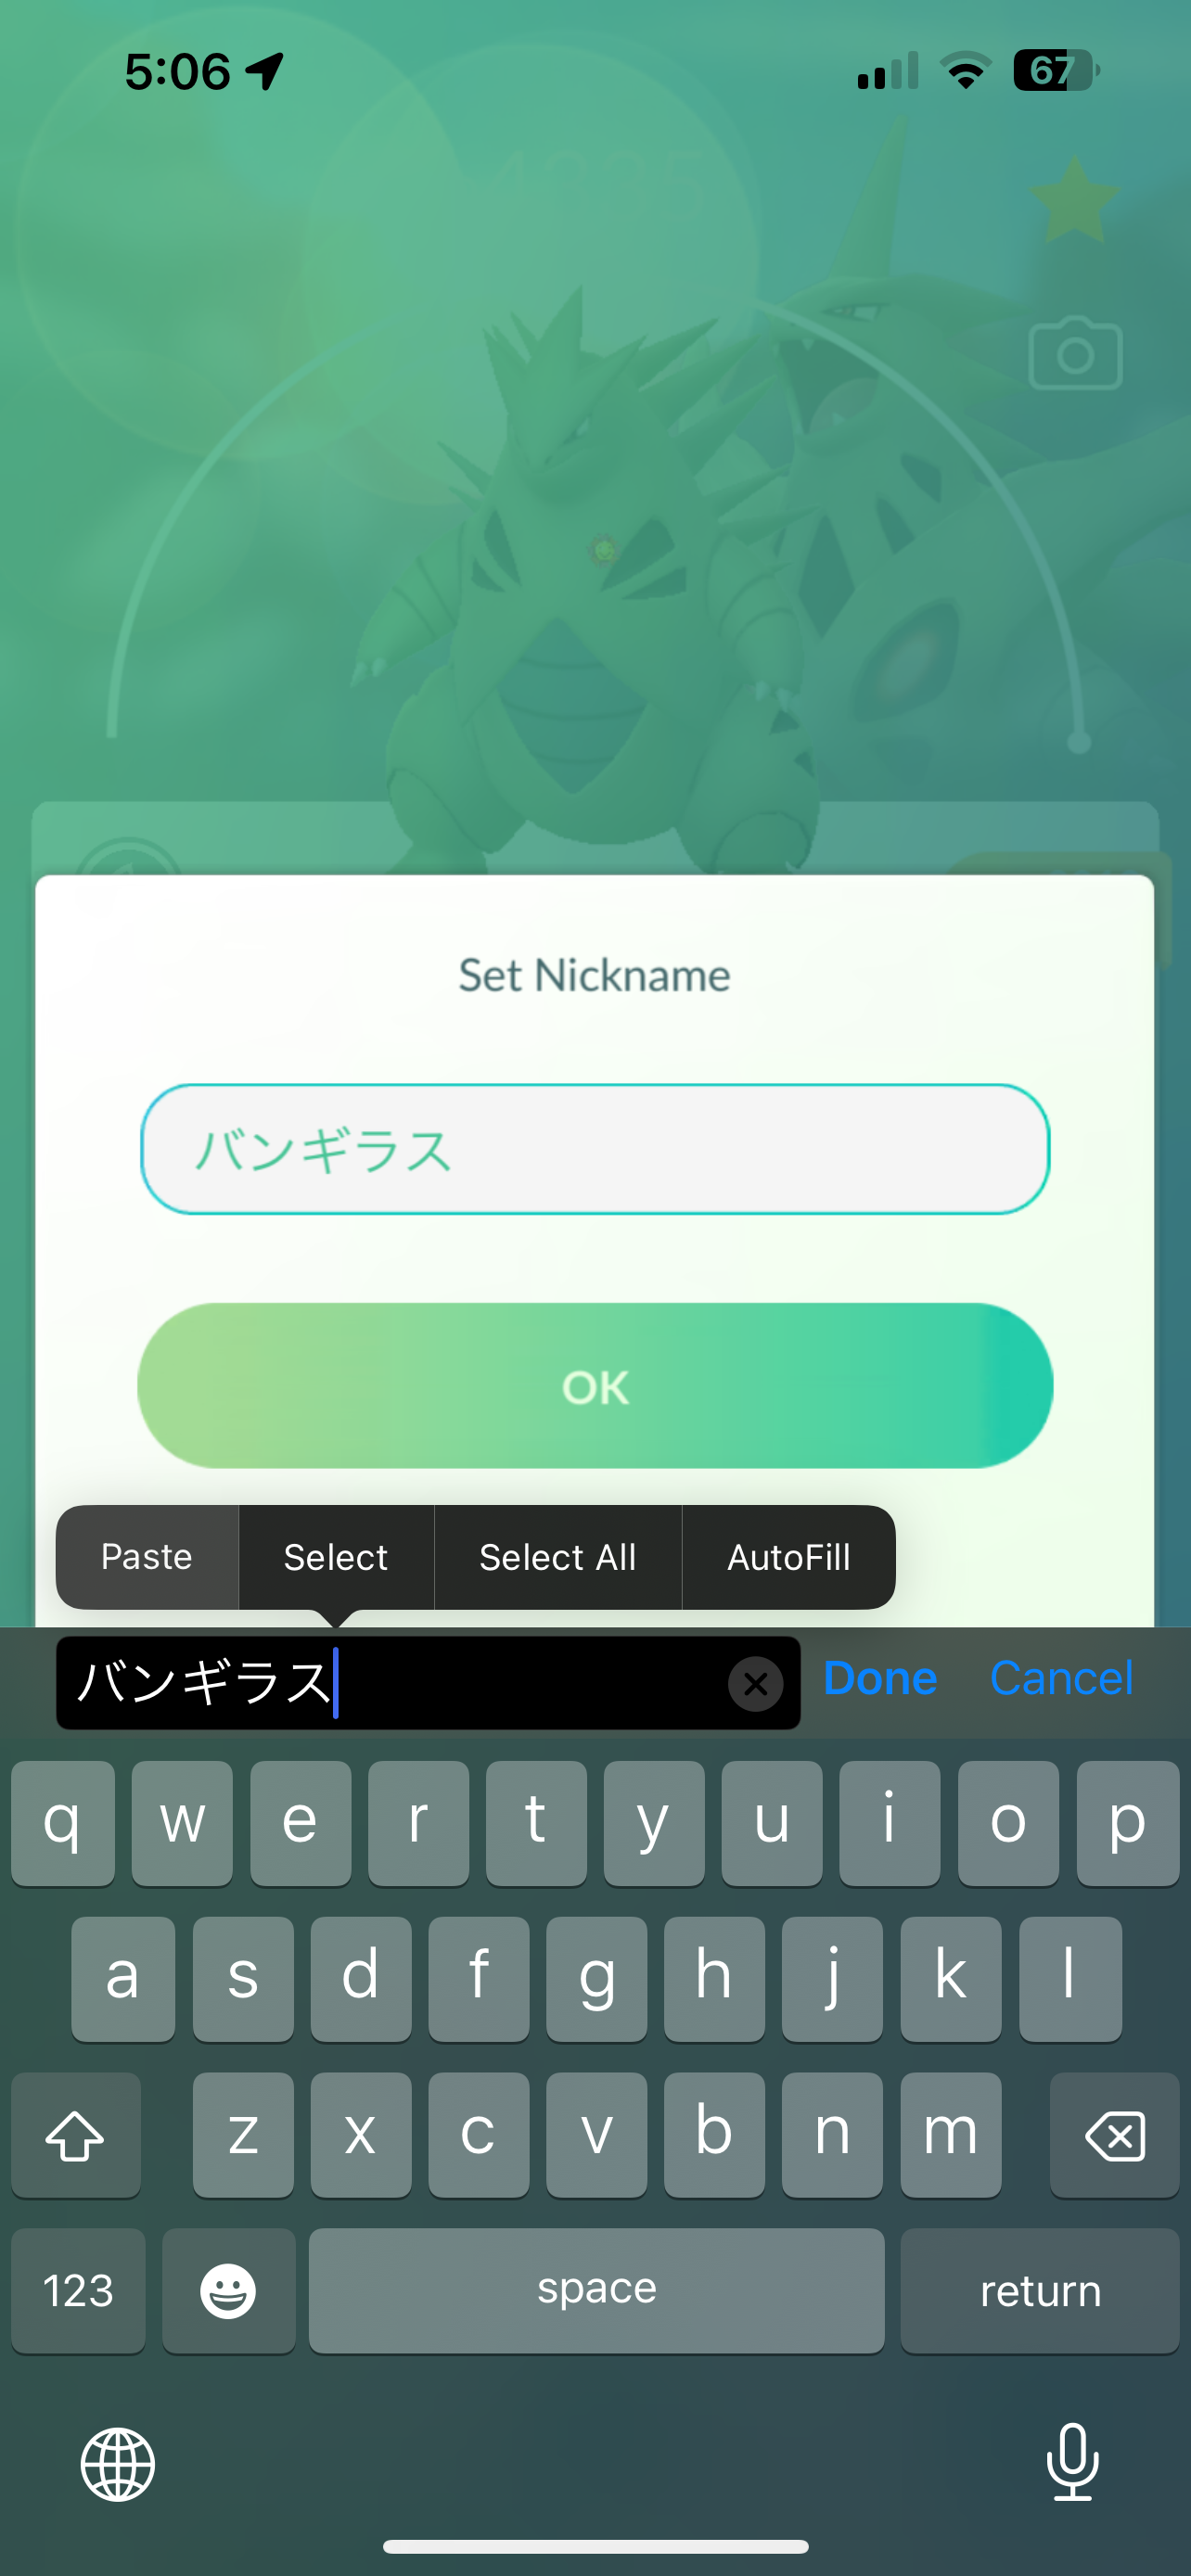 5:06
67
Set Nickname
バンギラス
OK
Paste Select Select All AutoFill
バンギラス Done Cancel
q w e r t y u i o p
a s d f g h j k l
z x c v b n m
123 space return